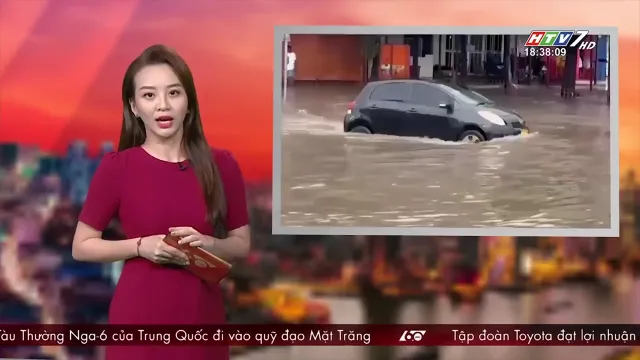 HTV7 HD
18:38:09
Tàu Thường Nga-6 của Trung Quốc đi vào quỹ đạo Mặt Trăng 60 Tập đoàn Toyota đạt lợi nhuận